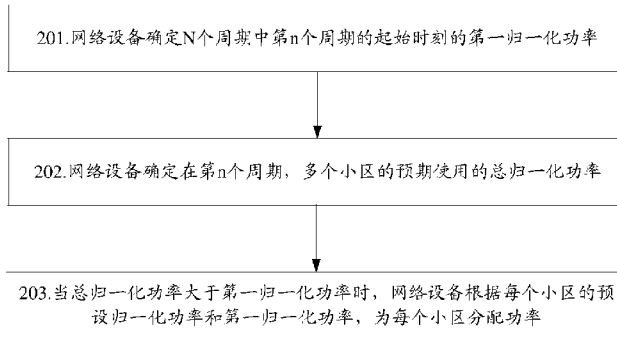 201.网络设备确定N个周期中第n个周期的起始时刻的第一归一化功率
202.网络设备确定在第n个周期，多个小区的预期使用的总归一化功率
203.当总归一化功率大于第一归一化功率时，网络设备根据每个小区的预
设归一化功率和第一归一化功率，为每个小区分配功率